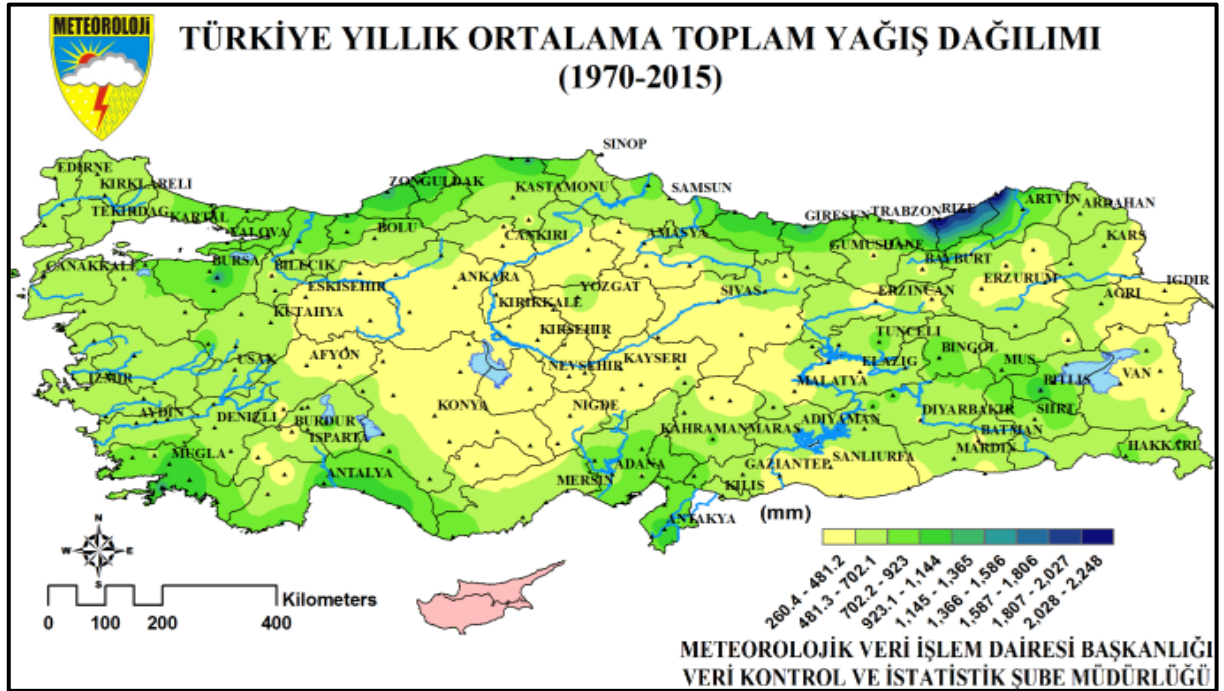 METEOROLOJİ
TÜRKİYE YILLIK ORTALAMA TOPLAM YAĞIŞ DAĞILIMI
(1970-2015)
SINOP
EDIRNE
KIRKLARELI
ZONGULDAK
KASTAMONU
SAMSUN
TEKIRDAG
KARTAL
YALOVA
BOLU
CANKIRI
AMASYA
GIRESUN
TRABZON
RIZE
ARTVIN
ARDAHAN
GUMUSHANE
KARS
CANAKKALE
BURSA
BILECIK
ESKISEHIR
ANKARA
YOZGAT
SIVAS
BAYBURT
ERZURUM
ERZINCAN
IGDIR
AGRI
KUTAHYA
KIRIKKALE
KIRSEHIR
TUNCELI
BINGOL
MUS
USAK
AFYON
NEVSEHIR
KAYSERI
ELAZIG
BITLIS
VAN
IZMIR
MALATYA
AYDIN
DENIZLI
BURDUR
ISPARTA
KONYA
NIGDE
KAHRAMANMARAS
ADIYAMAN
DIYARBAKIR
SIIRT
BATMAN
MARDIN
HAKKARI
MUGLA
ANTALYA
MERSIN
ADANA
GAZIANTEP
SANLIURFA
KILIS
ANTAKYA
(mm)
260.4 - 481.2
481.3 - 702.1
702.2 - 923
923.1 - 1,144
1,145 - 1,365
1,366 - 1,586
1,587 - 1,806
1,807 - 2,027
2,028 - 2,248
N
W
E
S
Kilometers
0 100 200 400
METEOROLOJİK VERİ İŞLEM DAİRESİ BAŞKANLIĞI
VERİ KONTROL VE İSTATİSTİK ŞUBE MÜDÜRLÜĞÜ